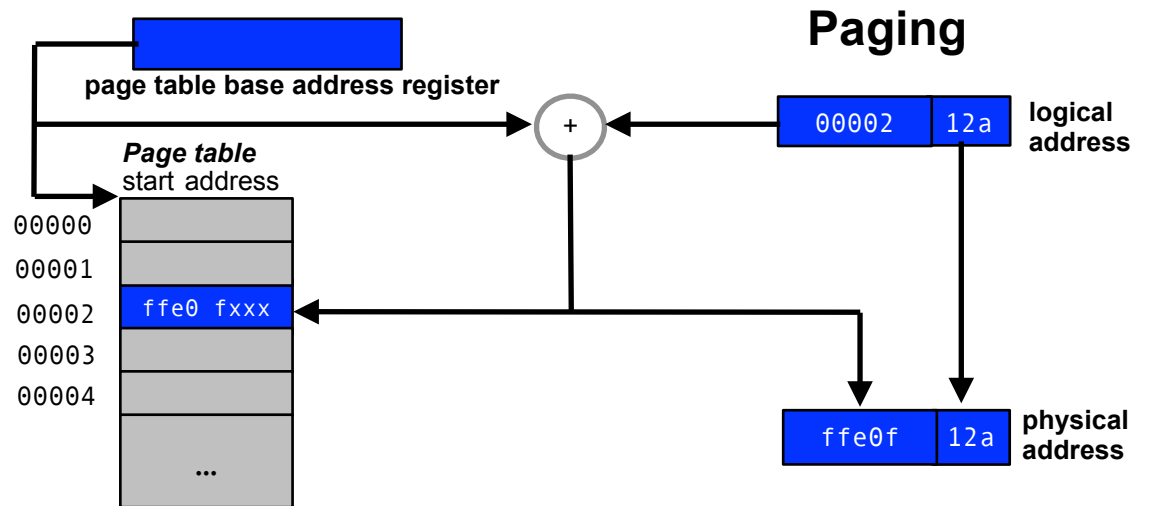 Paging
page table base address register
+
00002 12a
logical
address
Page table
start address
00000
00001
00002 ffe0 fxxx
00003
00004
...
ffe0f 12a
physical
address